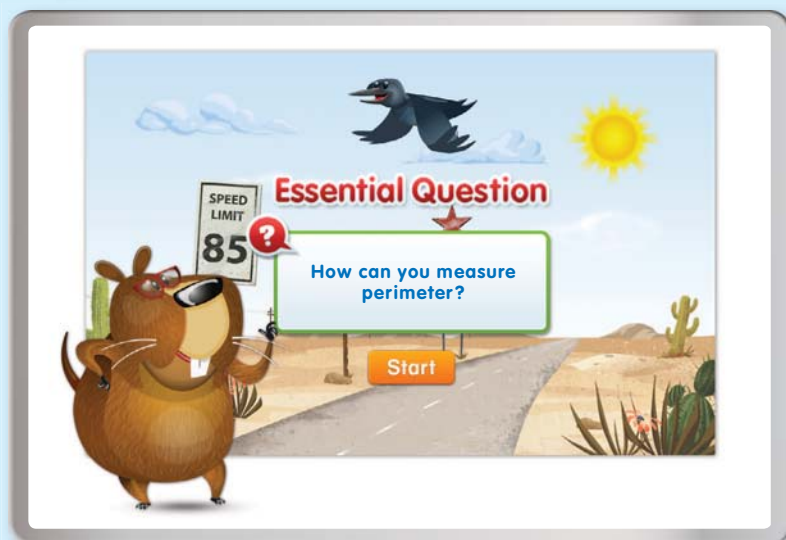 Essential Question
SPEED
LIMIT
85
?
How can you measure
perimeter?
Start